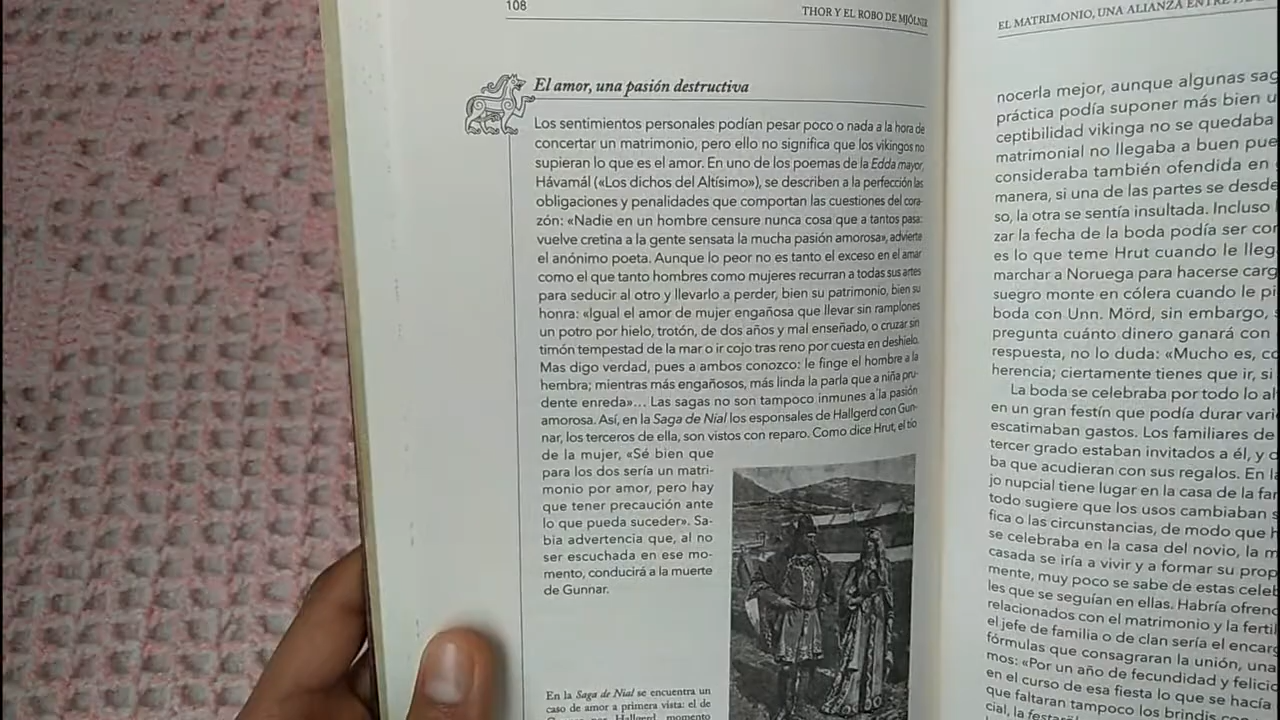 108
THOR Y EL ROBO DE MJÖLNIR
El amor, una pasión destructiva
Los sentimientos personales podían pesar poco o nada a la hora de
concertar un matrimonio, pero ello no significa que los vikingos no
supieran lo que es el amor. En uno de los poemas de la Edda mayor,
Hávamál («Los dichos del Altísimo»), se describen a la perfección las
obligaciones y penalidades que comportan las cuestiones del cora-
zón: «Nadie en un hombre censure nunca cosa que a tantos pasa:
vuelve cretina a la gente sensata la mucha pasión amorosa», advierte
el anónimo poeta. Aunque lo peor no es tanto el exceso en el amar
como el que tanto hombres como mujeres recurran a todas sus artes
para seducir al otro y llevarlo a perder, bien su patrimonio, bien su
honra: «Igual el amor de mujer engañosa que llevar sin ramplones
un potro por hielo, trotón, de dos años y mal enseñado, o cruzar sin
timón tempestad de la mar o ir cojo tras reno por cuesta en deshielo.
Mas digo verdad, pues a ambos conozco: le finge el hombre a la
hembra; mientras más engañosos, más linda la parla que a niña pru-
dente enreda»... Las sagas no son tampoco inmunes a la pasión
amorosa. Así, en la Saga de Nial los esponsales de Hallgerd con Gun-
nar, los terceros de ella, son vistos con reparo. Como dice Hrut, el tío
de la mujer, «Sé bien que
para los dos sería un matri-
monio por amor, pero hay
que tener precaución ante
lo que pueda suceder». Sa-
bia advertencia que, al no
ser escuchada en ese mo-
mento, conducirá a la muerte
de Gunnar.
En la Saga de Nial se encuentra un
caso de amor a primera vista: el de
Hallgerd, momento
EL MATRIMONIO, UNA ALIANZA ENTRE
nocerla mejor, aunque algunas sag
práctica podía suponer más bien u
ceptibilidad vikinga no se quedaba
matrimonial no llegaba a buen pue
consideraba también ofendida en
manera, si una de las partes se desde
so, la otra se sentía insultada. Incluso
zar la fecha de la boda podía ser con
es lo que teme Hrut cuando le lleg
marchar a Noruega para hacerse carg
suegro monte en cólera cuando le pi
boda con Unn. Mörd, sin embargo,
pregunta cuánto dinero ganará con
respuesta, no lo duda: «Mucho es, co
herencia; ciertamente tienes que ir, si
La boda se celebraba por todo lo al
en un gran festín que podía durar vari
escatimaban gastos. Los familiares de
tercer grado estaban invitados a él, y
ba que acudieran con sus regalos. En la
jo nupcial tiene lugar en la casa de la fam
todo sugiere que los usos cambiaban s
fica o las circunstancias, de modo que
se celebraba en la casa del novio, la m
casada se iría a vivir y a formar su prop
mente, muy poco se sabe de estas celeb
les que se seguían en ellas. Habría ofren
relacionados con el matrimonio y la fertil
el jefe de familia o de clan sería el encarg
fórmulas que consagraran la unión, una
mos: «Por un año de fecundidad y felicid
en el curso de esa fiesta lo que se hacía
que faltaran tampoco los brindis
cial, la